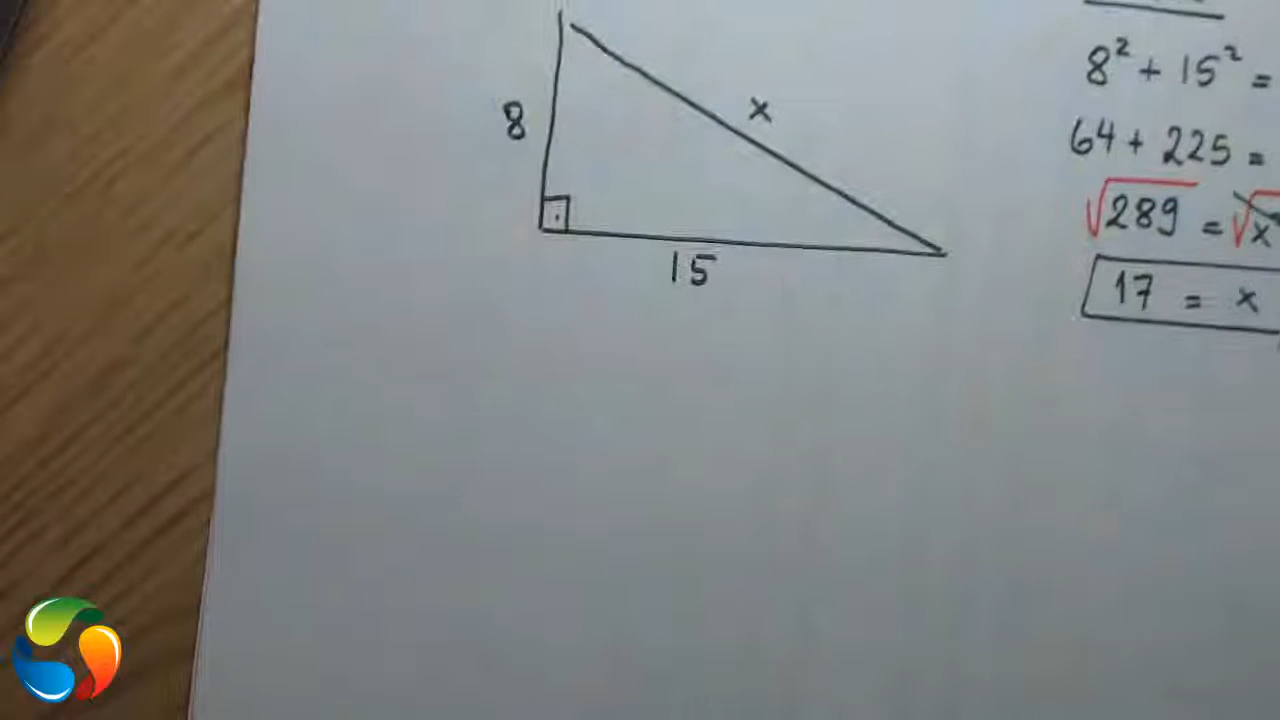 8
x
15
8² + 15² =
64 + 225 =
√289 = √x
17 = x